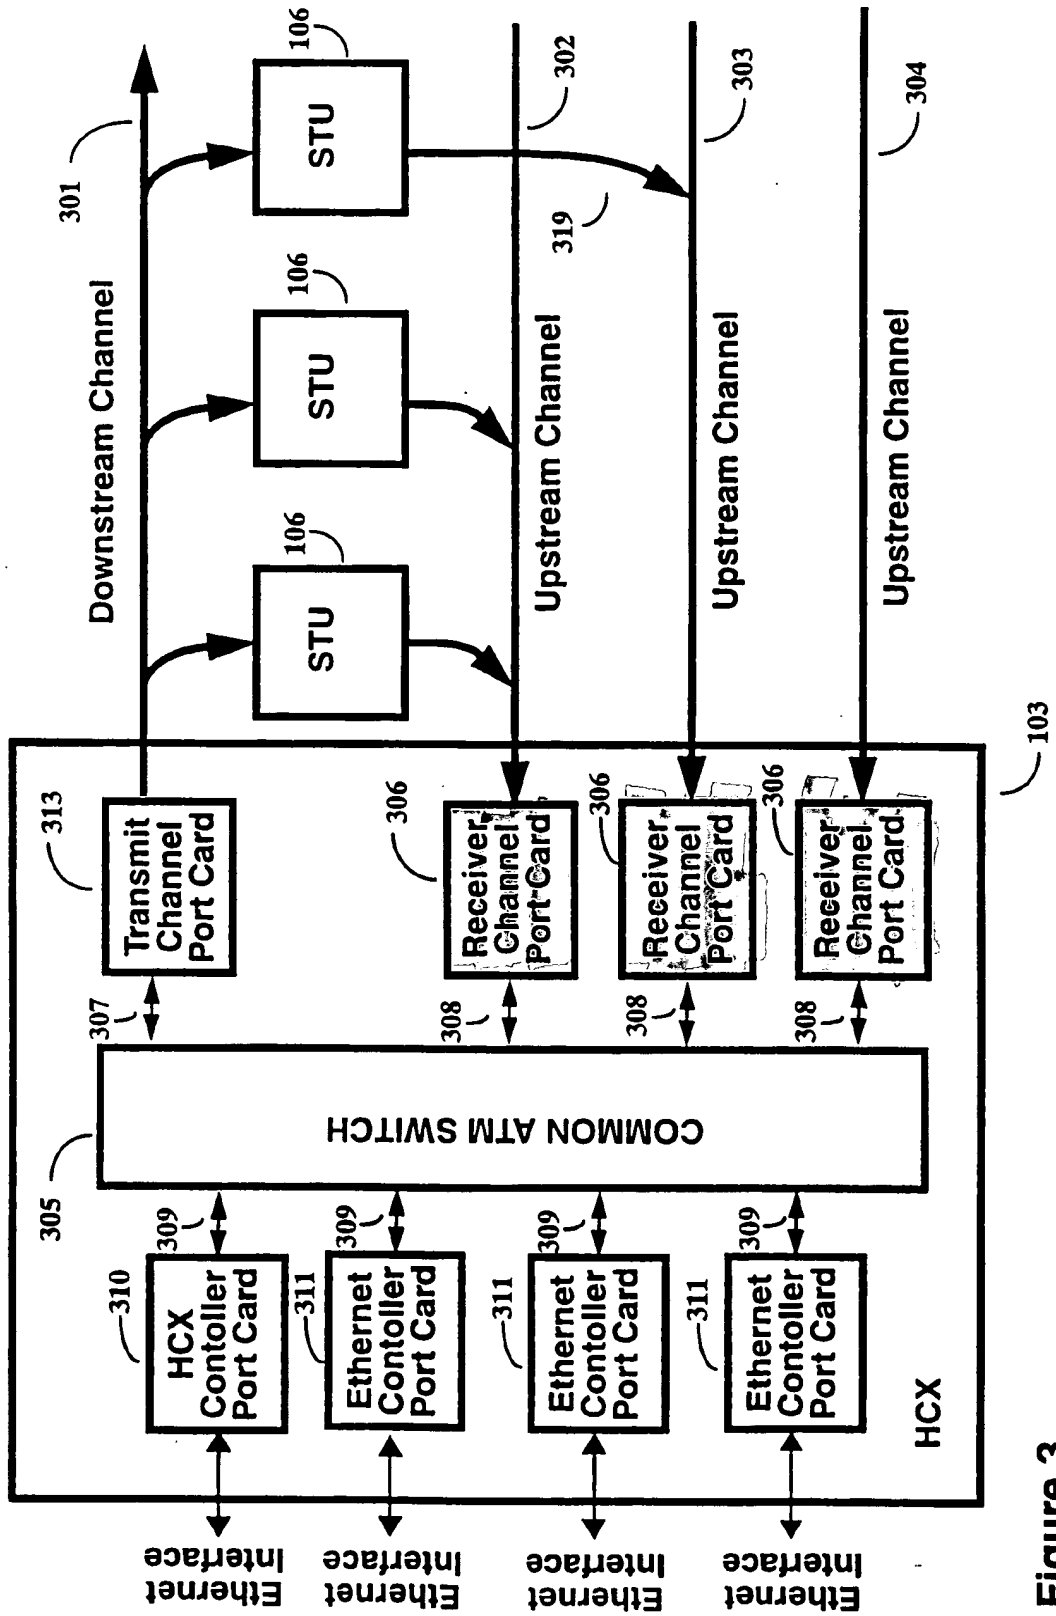 301
Downstream Channel
106
STU
106
STU
106
STU
302
Upstream Channel
319
303
Upstream Channel
304
Upstream Channel
103
313
Transmit
Channel
Port Card
306
Receiver
Channel
Port Card
306
Receiver
Channel
Port Card
306
Receiver
Channel
Port Card
307
308
308
308
305
COMMON ATM SWITCH
309
309
309
309
310
HCX
Contoller
Port Card
311
Ethernet
Contoller
Port Card
311
Ethernet
Contoller
Port Card
311
Ethernet
Contoller
Port Card
HCX
Ethernet
Interface
Ethernet
Interface
Ethernet
Interface
Ethernet
Interface
Figure 3